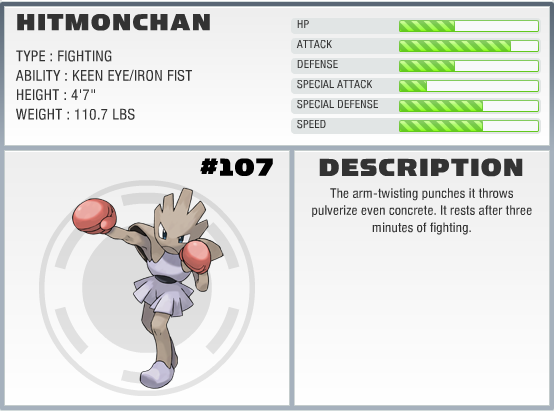 HITMONCHAN
TYPE : FIGHTING
ABILITY : KEEN EYE/IRON FIST
HEIGHT : 4'7"
WEIGHT : 110.7 LBS
HP
ATTACK
DEFENSE
SPECIAL ATTACK
SPECIAL DEFENSE
SPEED
#107
DESCRIPTION
The arm-twisting punches it throws
pulverize even concrete. It rests after three
minutes of fighting.